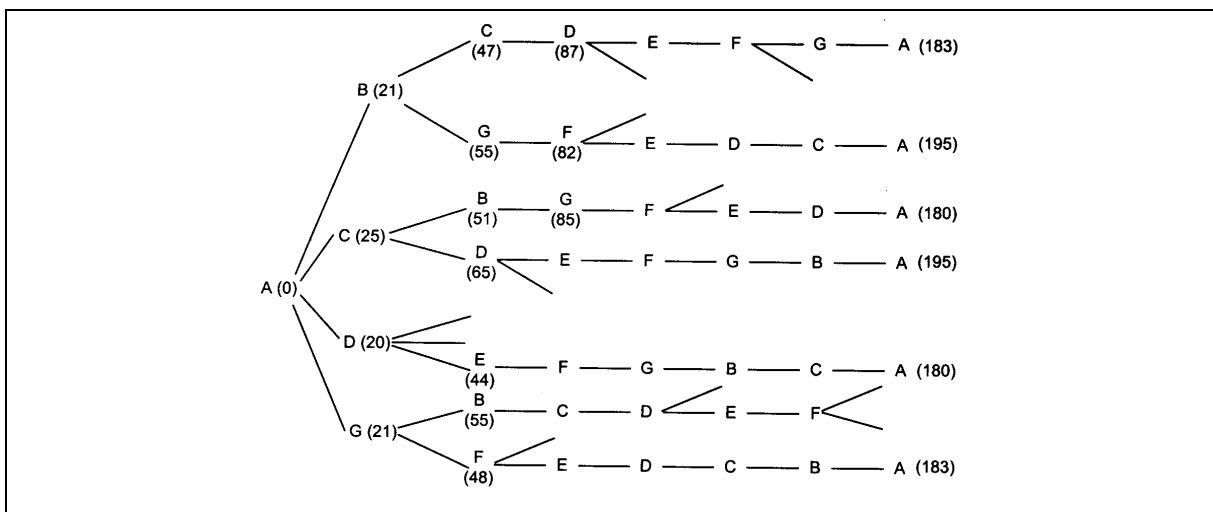 C D E F G A (183)
(47) (87)
B (21)
G F E D C A (195)
(55) (82)
B G F E D A (180)
(51) (85)
C (25)
D E F G B A (195)
(65)
A (0)
D (20)
E F G B C A (180)
(44)
B C D E F
(55)
G (21)
F E D C B A (183)
(48)